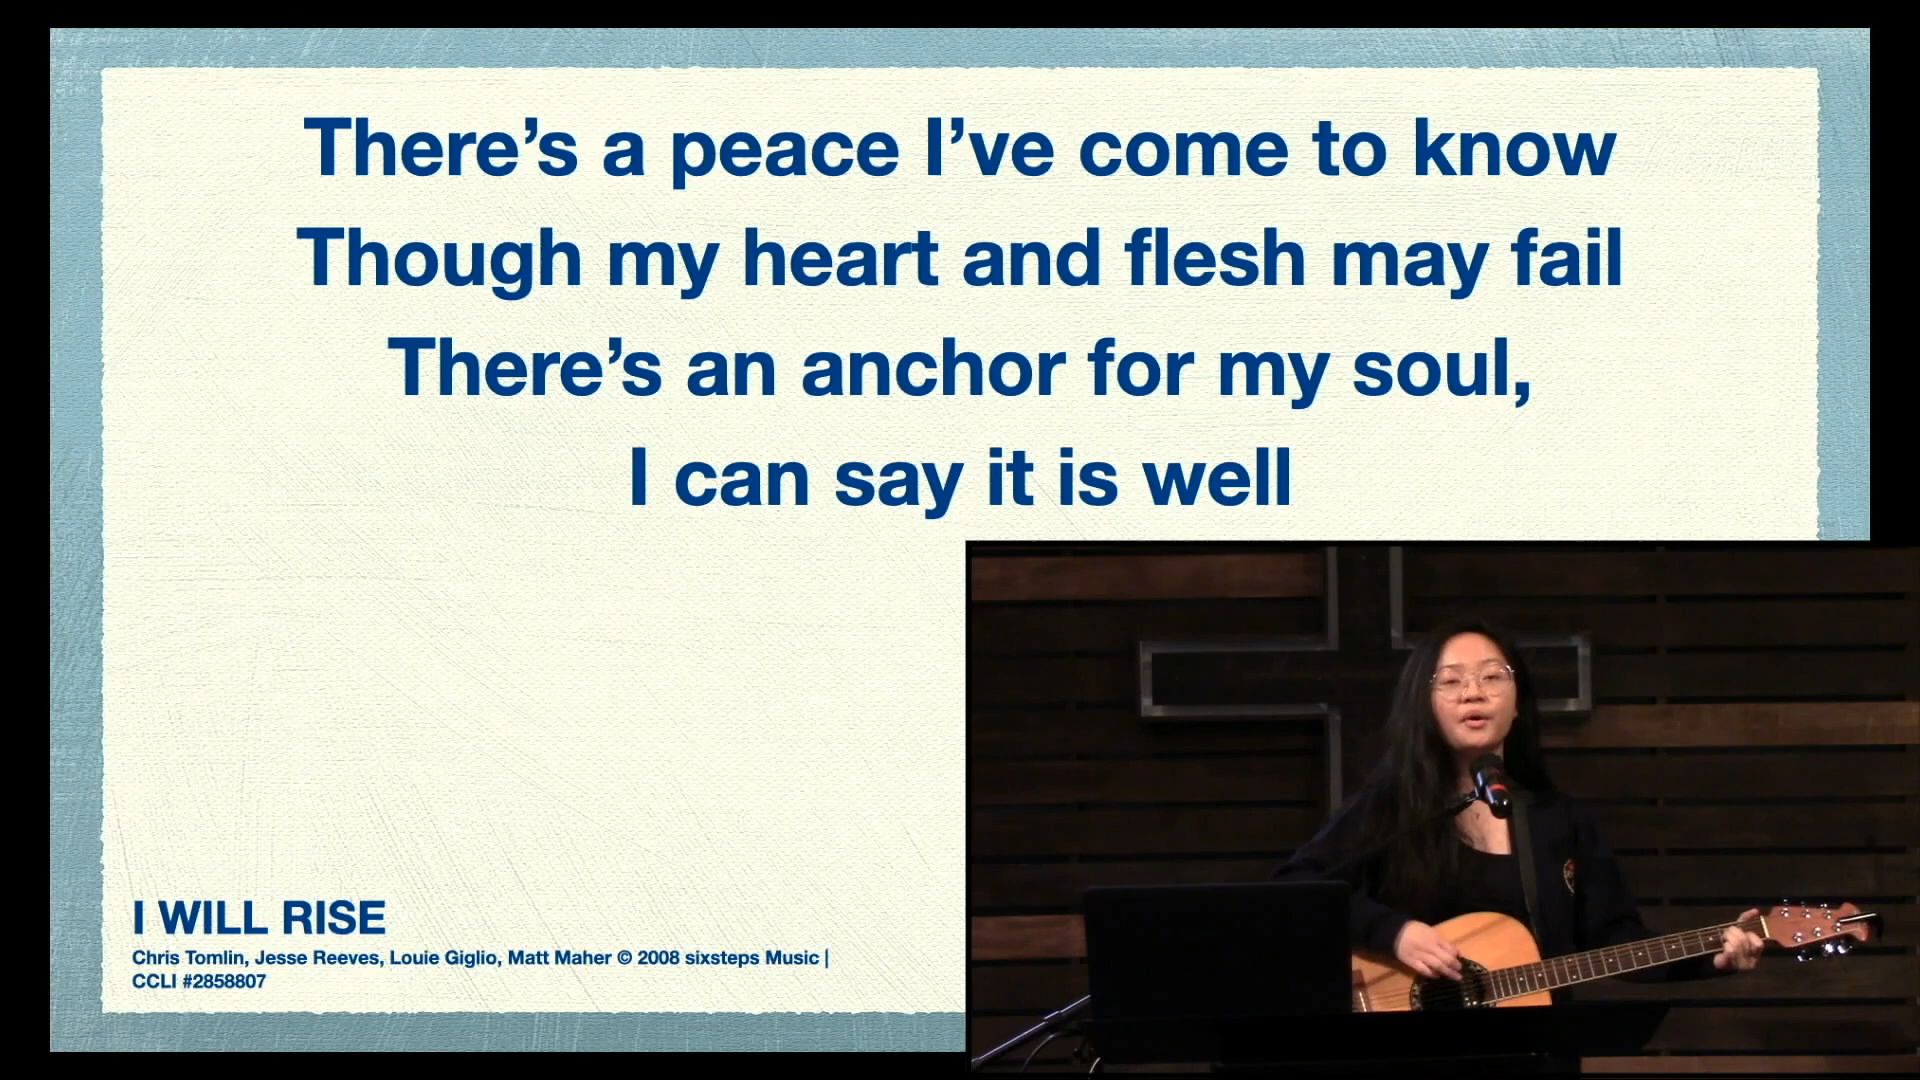 There’s a peace I’ve come to know
Though my heart and flesh may fail
There’s an anchor for my soul,
I can say it is well
I WILL RISE
Chris Tomlin, Jesse Reeves, Louie Giglio, Matt Maher © 2008 sixsteps Music |
CCLI #2858807